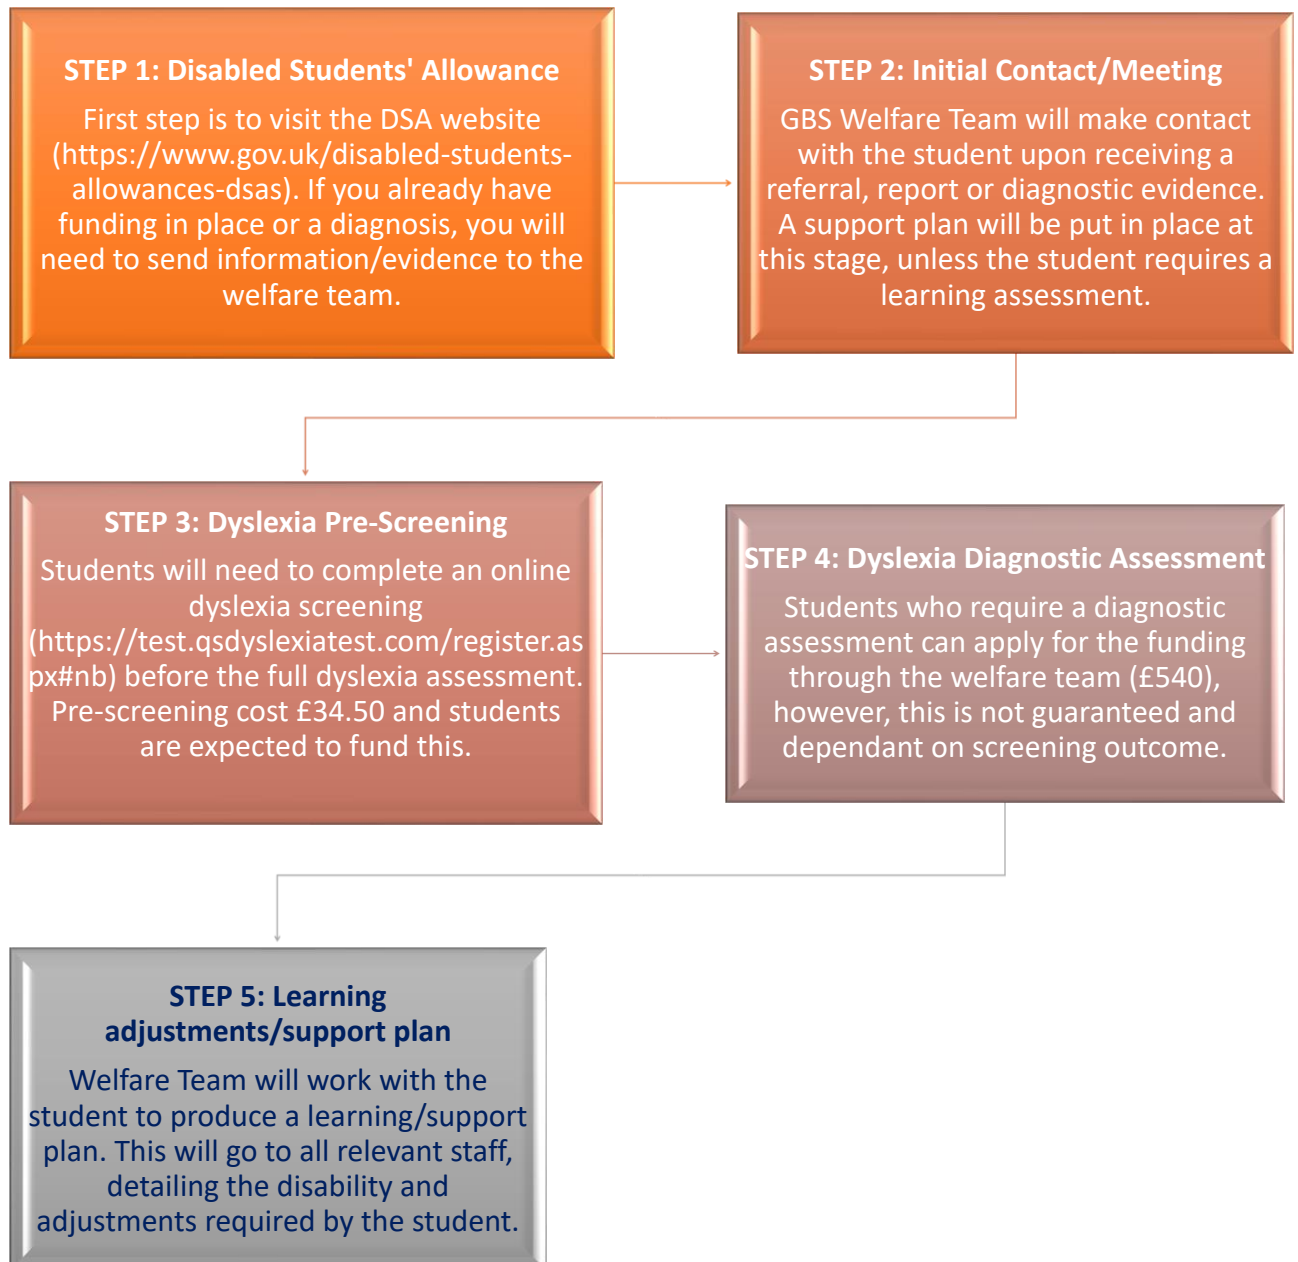 STEP 1: Disabled Students' Allowance
First step is to visit the DSA website
(https://www.gov.uk/disabled-students-
allowances-dsas). If you already have
funding in place or a diagnosis, you will
need to send information/evidence to the
welfare team.
STEP 2: Initial Contact/Meeting
GBS Welfare Team will make contact
with the student upon receiving a
referral, report or diagnostic evidence.
A support plan will be put in place at
this stage, unless the student requires a
learning assessment.
STEP 3: Dyslexia Pre-Screening
Students will need to complete an online
dyslexia screening
(https://test.qsdyslexiatest.com/register.as
px#nb) before the full dyslexia assessment.
Pre-screening cost £34.50 and students
are expected to fund this.
STEP 4: Dyslexia Diagnostic Assessment
Students who require a diagnostic
assessment can apply for the funding
through the welfare team (£540),
however, this is not guaranteed and
dependant on screening outcome.
STEP 5: Learning
adjustments/support plan
Welfare Team will work with the
student to produce a learning/support
plan. This will go to all relevant staff,
detailing the disability and
adjustments required by the student.